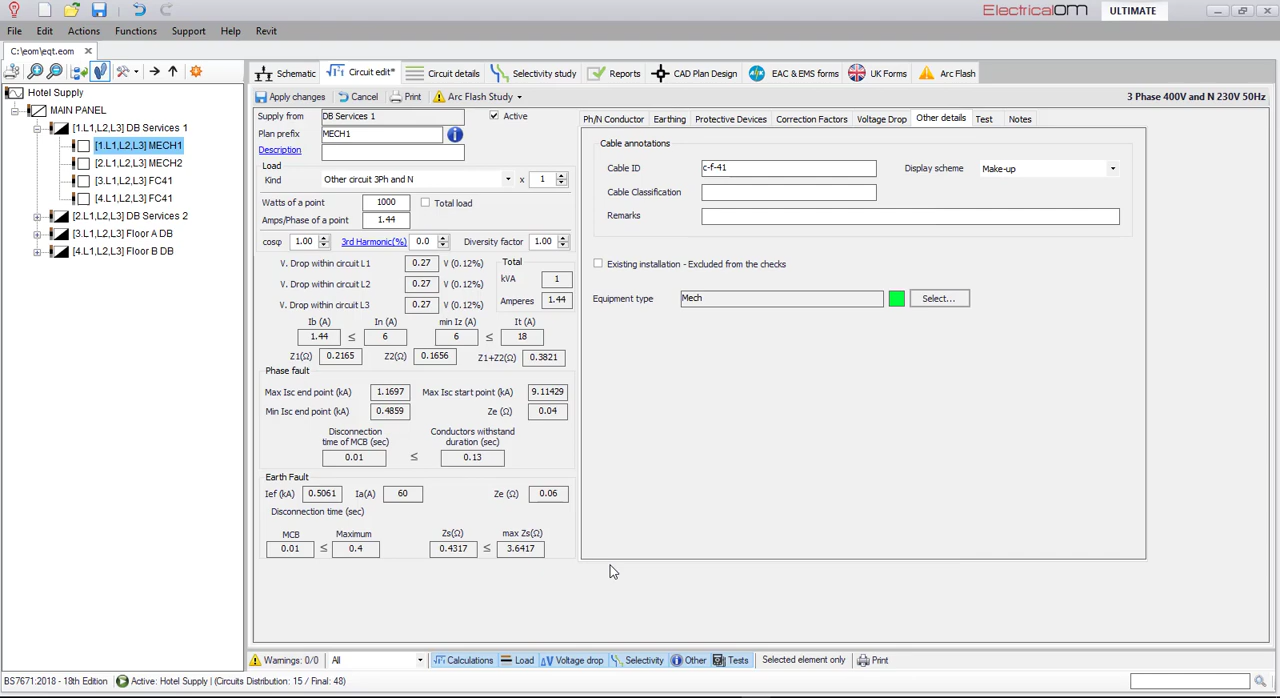 ElectricalOM ULTIMATE
File Edit Actions Functions Support Help Revit
C:\eom\eqt.eom
Schematic Circuit edit* Circuit details Selectivity study Reports CAD Plan Design EAC & EMS forms UK Forms Arc Flash
Hotel Supply
MAIN PANEL
[1.L1,L2,L3] DB Services 1
[1.L1,L2,L3] MECH1
[2.L1,L2,L3] MECH2
[3.L1,L2,L3] FC41
[4.L1,L2,L3] FC41
[2.L1,L2,L3] DB Services 2
[3.L1,L2,L3] Floor A DB
[4.L1,L2,L3] Floor B DB
Apply changes Cancel Print Arc Flash Study 3 Phase 400V and N 230V 50Hz
Supply from DB Services 1 Active
Plan prefix MECH1
Description
Load
Kind Other circuit 3Ph and N x 1
Watts of a point 1000 Total load
Amps/Phase of a point 1.44
cosφ 1.00 3rd Harmonic(%) 0.0 Diversity factor 1.00
V. Drop within circuit L1 0.27 V (0.12%) Total
kVA 1
V. Drop within circuit L2 0.27 V (0.12%)
V. Drop within circuit L3 0.27 V (0.12%) Amperes 1.44
Ib (A) In (A) min Iz (A) It (A)
1.44 ≤ 6 6 ≤ 18
Z1(Ω) 0.2165 Z2(Ω) 0.1656 Z1+Z2(Ω) 0.3821
Phase fault
Max Isc end point (kA) 1.1697 Max Isc start point (kA) 9.11429
Min Isc end point (kA) 0.4859 Ze (Ω) 0.04
Disconnection time of MCB (sec) Conductors withstand duration (sec)
0.01 ≤ 0.13
Earth Fault
Ief (kA) 0.5061 Ia(A) 60 Ze (Ω) 0.06
Disconnection time (sec)
MCB Maximum Zs(Ω) max Zs(Ω)
0.01 ≤ 0.4 0.4317 ≤ 3.6417
Ph/N Conductor Earthing Protective Devices Correction Factors Voltage Drop Other details Test Notes
Cable annotations
Cable ID c-f-41 Display scheme Make-up
Cable Classification
Remarks
Existing installation - Excluded from the checks
Equipment type Mech Select...
Warnings: 0/0 All Calculations Load Voltage drop Selectivity Other Tests Selected element only Print
BS7671:2018 - 18th Edition Active: Hotel Supply (Circuits Distribution: 15 / Final: 48)